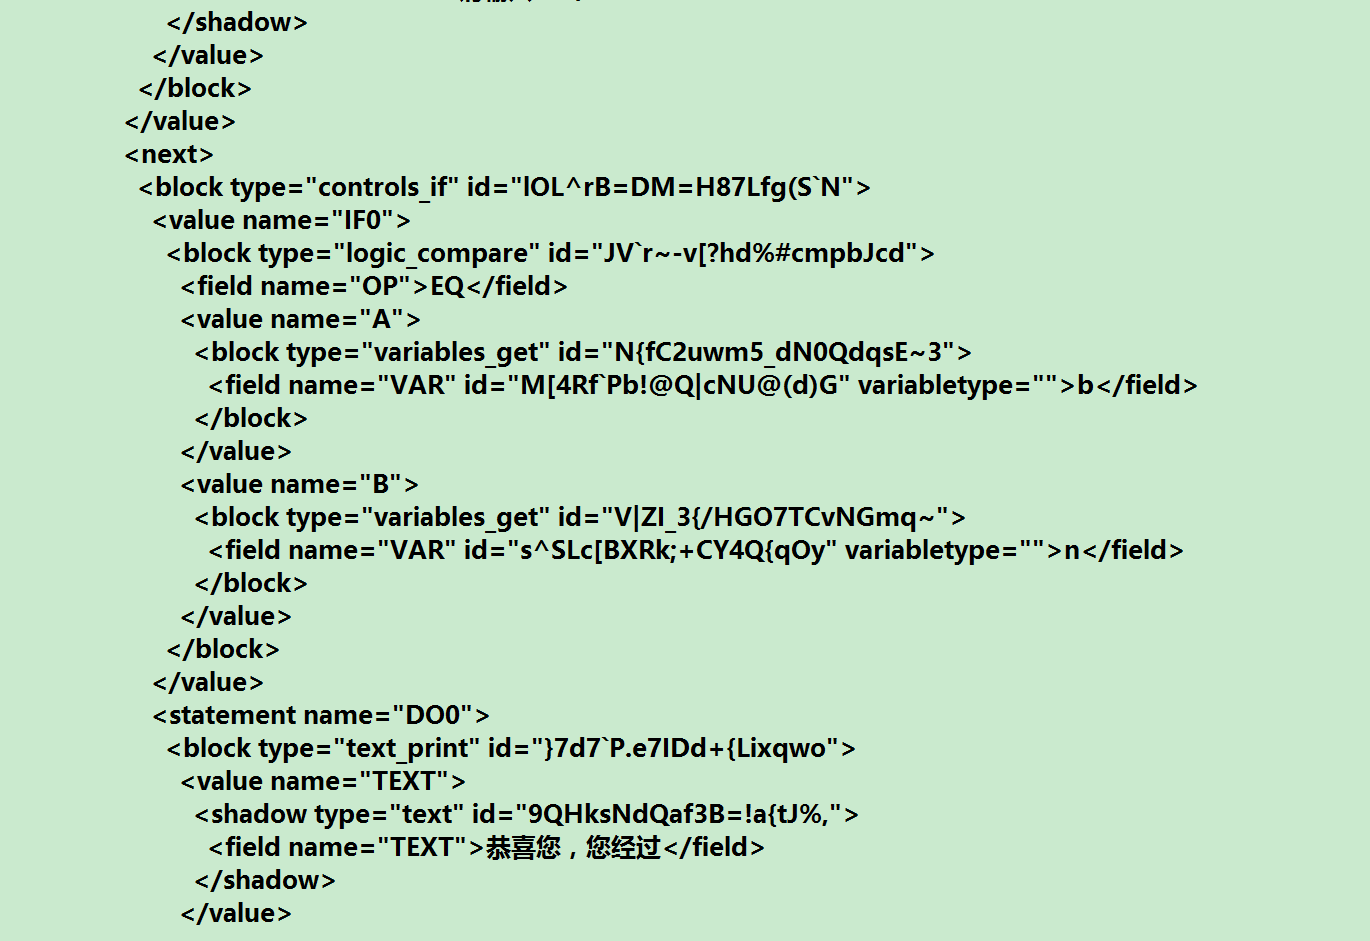 </shadow>
</value>
</block>
</value>
<next>
<block type="controls_if" id="lOL^rB=DM=H87Lfg(S`N">
<value name="IF0">
<block type="logic_compare" id="JV`r~-v[?hd%#cmpbJcd">
<field name="OP">EQ</field>
<value name="A">
<block type="variables_get" id="N{fC2uwm5_dN0QdqsE~3">
<field name="VAR" id="M[4Rf`Pb!@Q|cNU@(d)G" variabletype="">b</field>
</block>
</value>
<value name="B">
<block type="variables_get" id="V|ZI_3{/HGO7TCvNGmq~">
<field name="VAR" id="s^SLc[BXRk;+CY4Q{qOy" variabletype="">n</field>
</block>
</value>
</block>
</value>
<statement name="DO0">
<block type="text_print" id="}7d7`P.e7IDd+{Lixqwo">
<value name="TEXT">
<shadow type="text" id="9QHksNdQaf3B=!a{tJ%,">
<field name="TEXT">恭喜您，您经过</field>
</shadow>
</value>